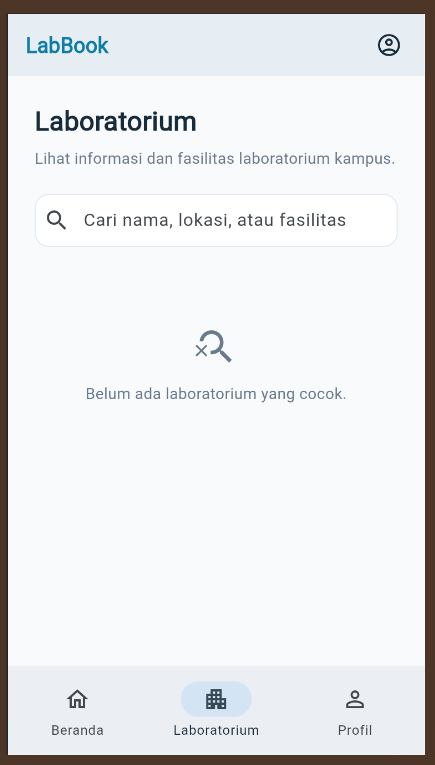 LabBook
Laboratorium
Lihat informasi dan fasilitas laboratorium kampus.
Cari nama, lokasi, atau fasilitas
Belum ada laboratorium yang cocok.
Beranda
Laboratorium
Profil